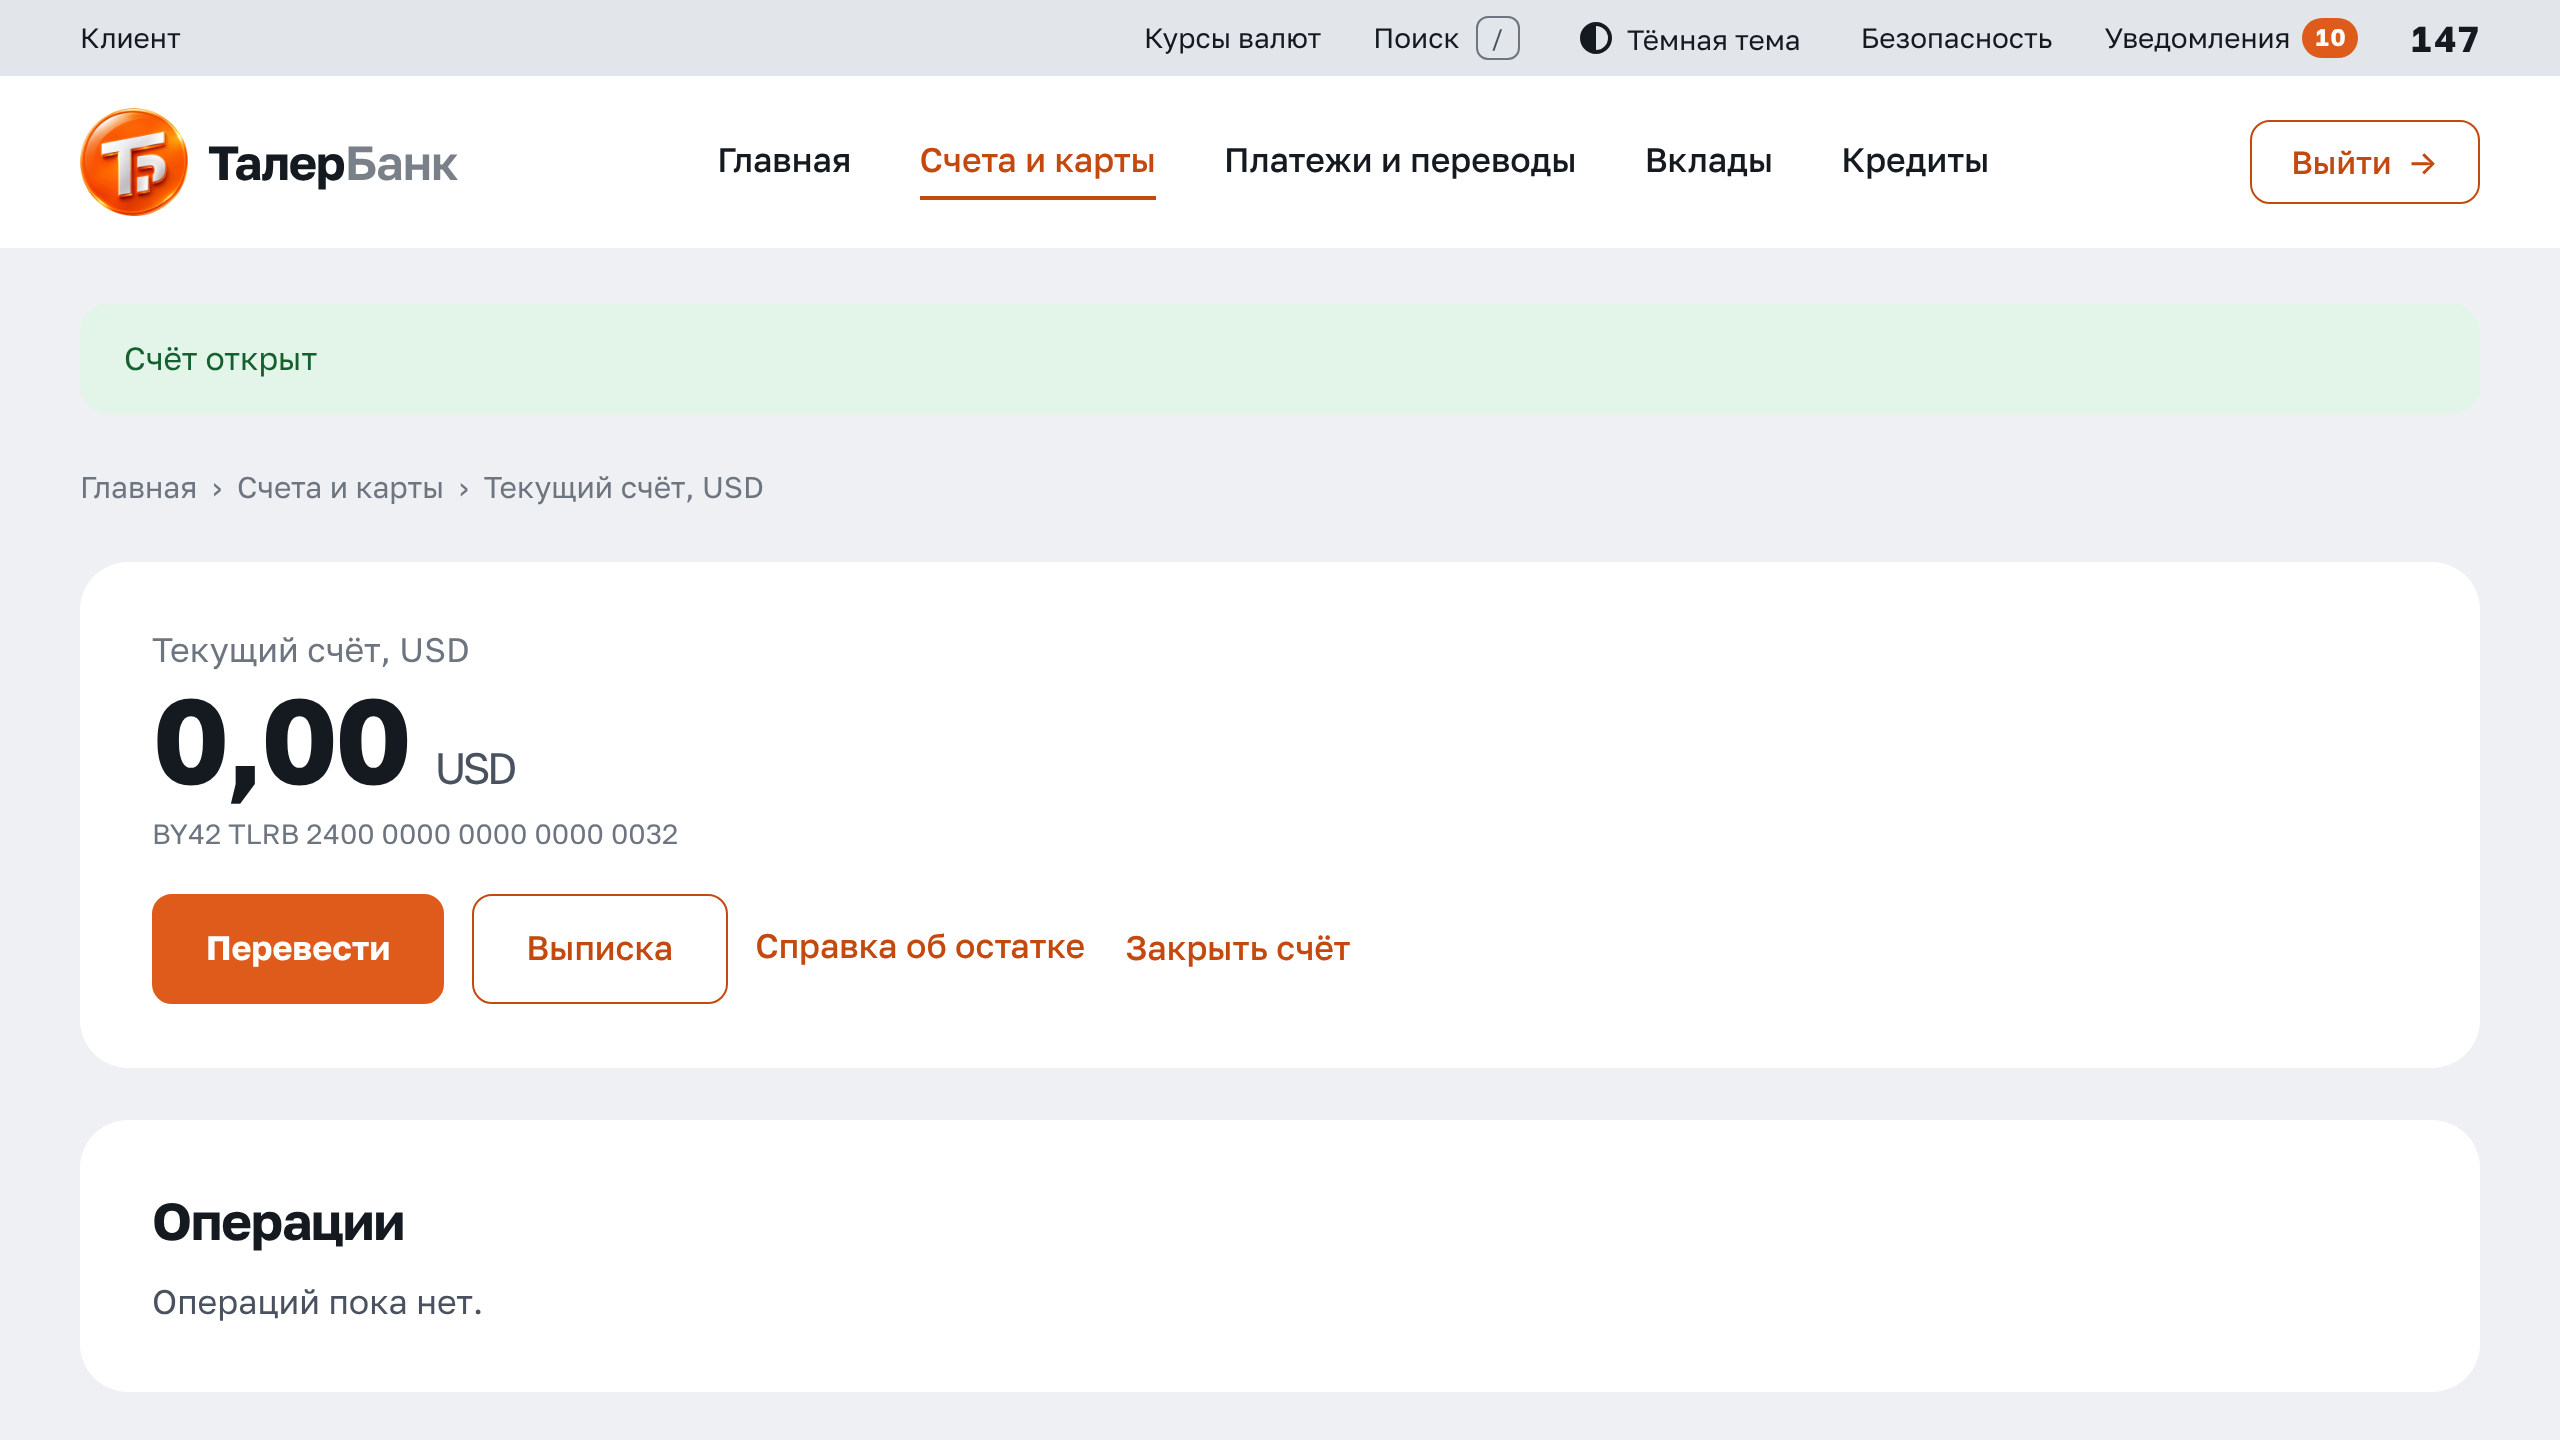 Клиент Курсы валют Поиск / Тёмная тема Безопасность Уведомления 10 147
ТалерБанк Главная Счета и карты Платежи и переводы Вклады Кредиты Выйти →
Счёт открыт
Главная › Счета и карты › Текущий счёт, USD
Текущий счёт, USD
0,00 USD
BY42 TLRB 2400 0000 0000 0000 0032
Перевести Выписка Справка об остатке Закрыть счёт
Операции
Операций пока нет.